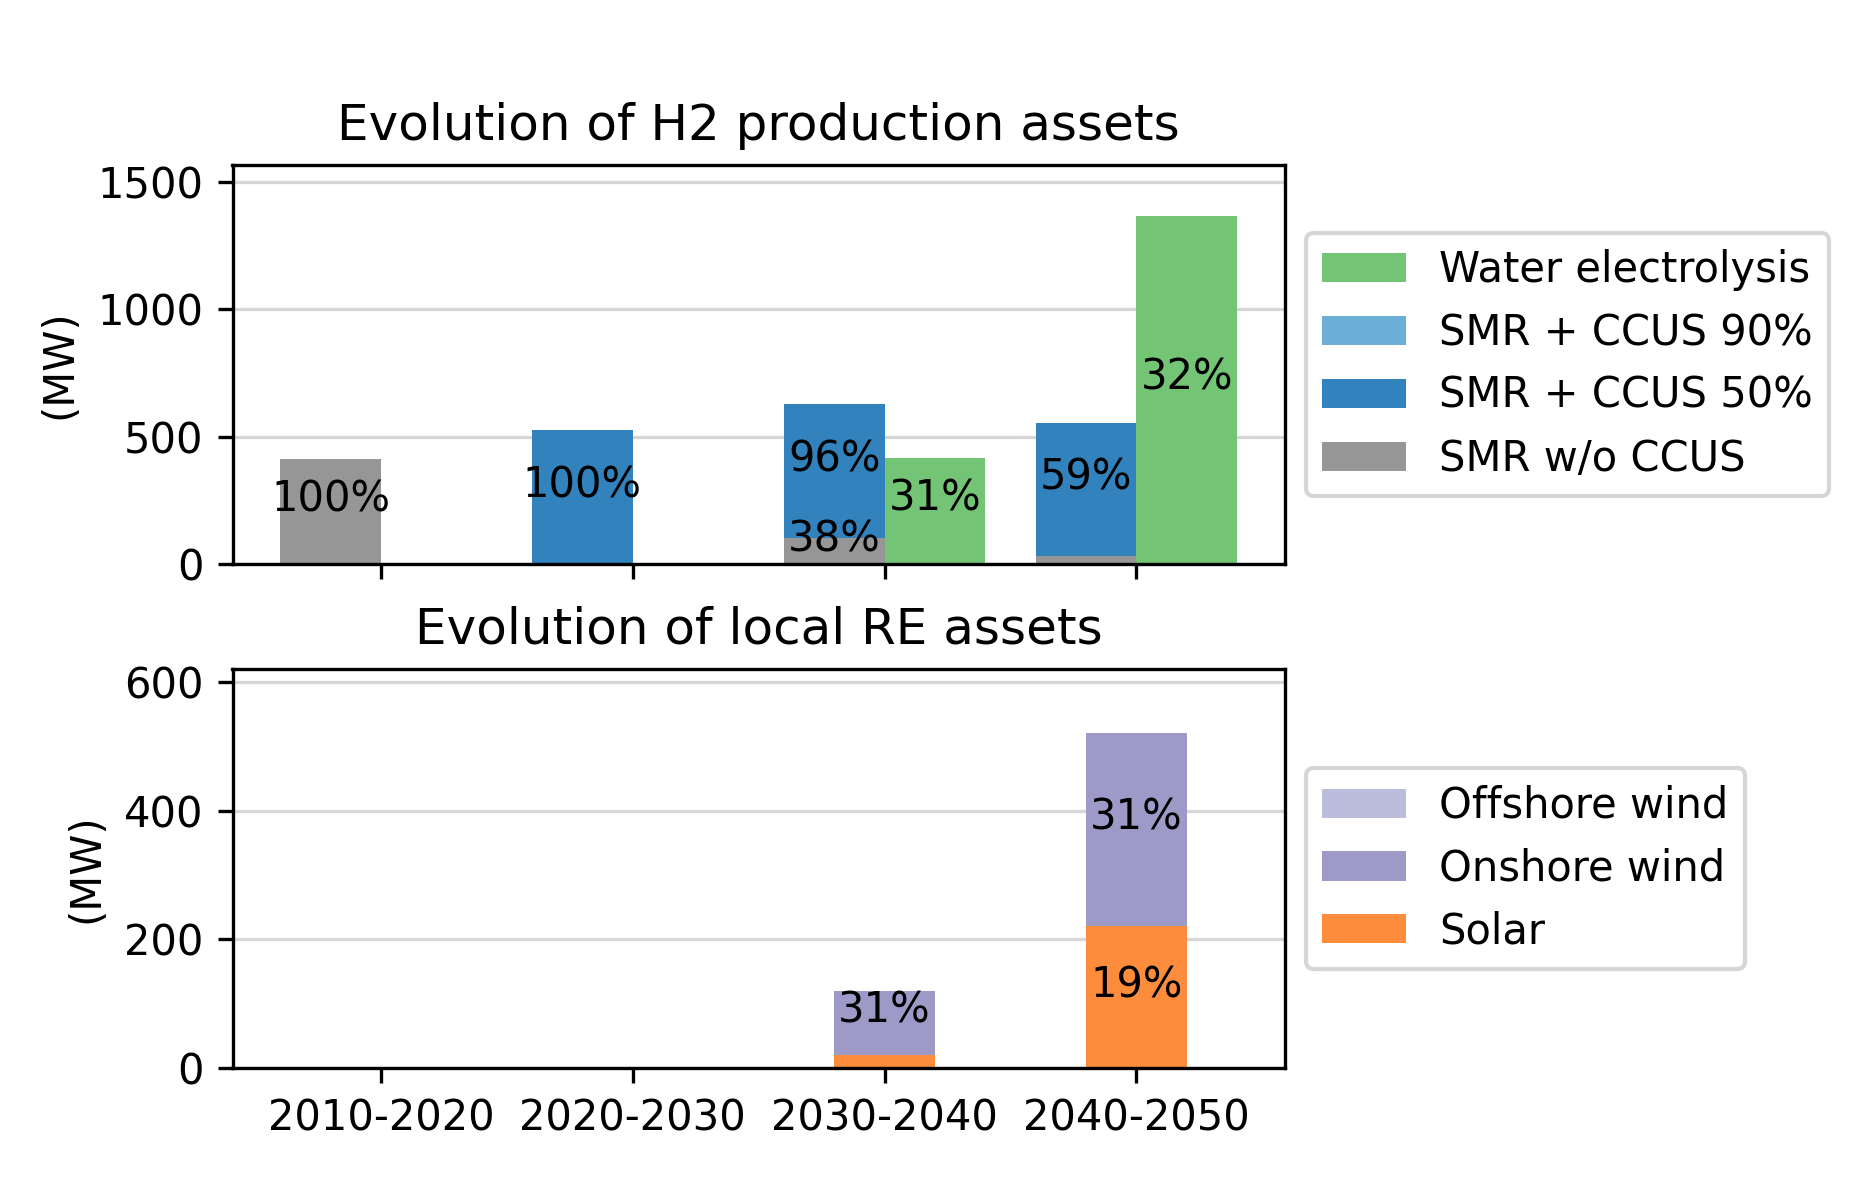 Evolution of H2 production assets
(MW)
1500
1000
500
0
100%
100%
96%
38%
31%
59%
32%
Water electrolysis
SMR + CCUS 90%
SMR + CCUS 50%
SMR w/o CCUS
Evolution of local RE assets
(MW)
600
400
200
0
31%
31%
19%
Offshore wind
Onshore wind
Solar
2010-2020 2020-2030 2030-2040 2040-2050